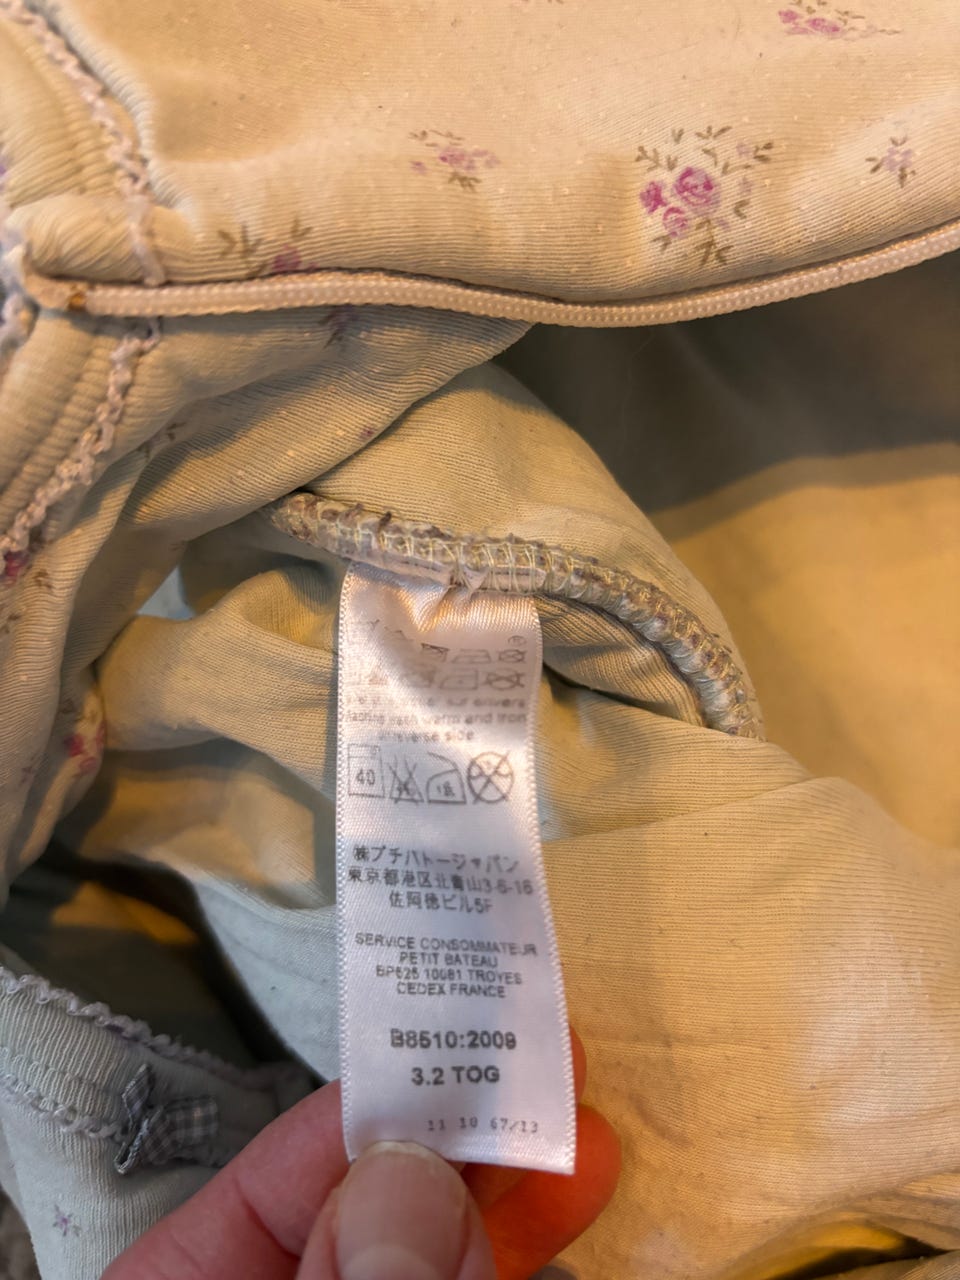 ®
Machine wash warm and iron
reverse side
40
㈱プチバトージャパン
東京都港区北青山3-6-16
佐阿徳ビル5F
SERVICE CONSOMMATEUR
PETIT BATEAU
BP525 10081 TROYES
CEDEX FRANCE
B8510:2009
3.2 TOG
11 10 67/13